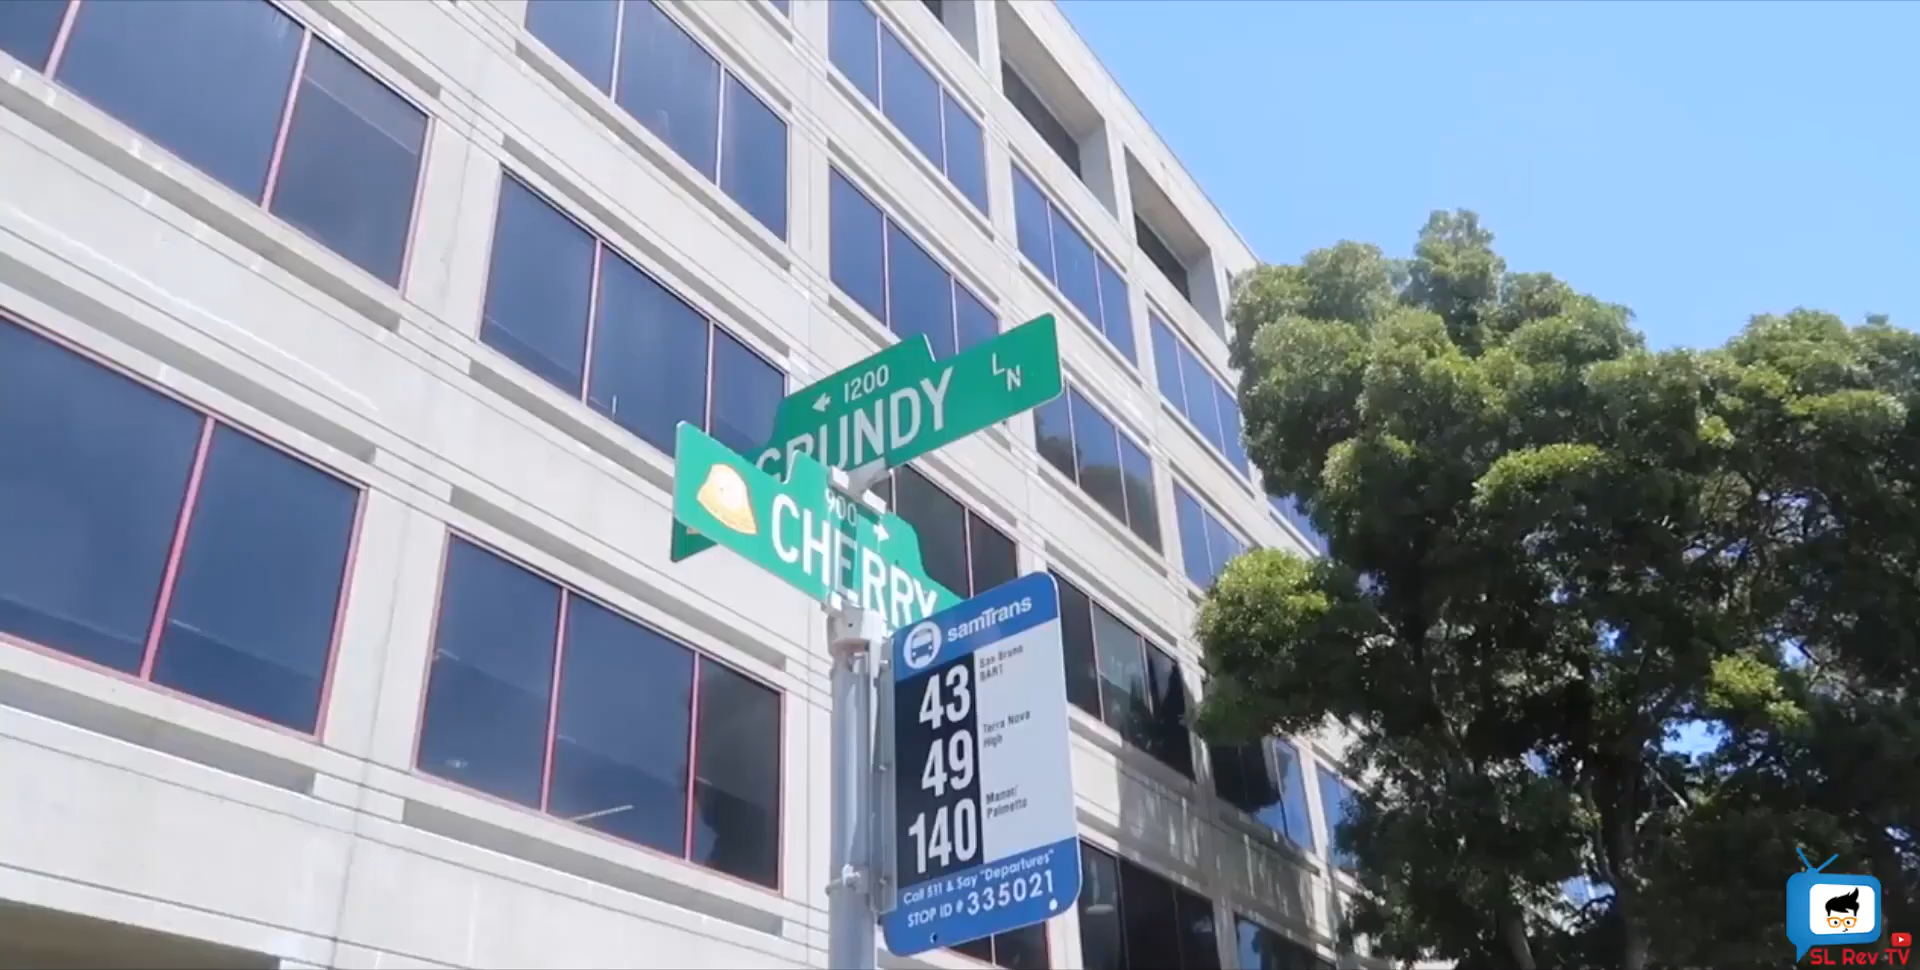 ← 1200
GRUNDY LN
900 →
CHERRY
samTrans
43 San Bruno
BART
49 Terra Nova
High
140 Manor/
Palmetto
Call 511 & Say "Departures"
STOP ID # 335021
SL Rev TV